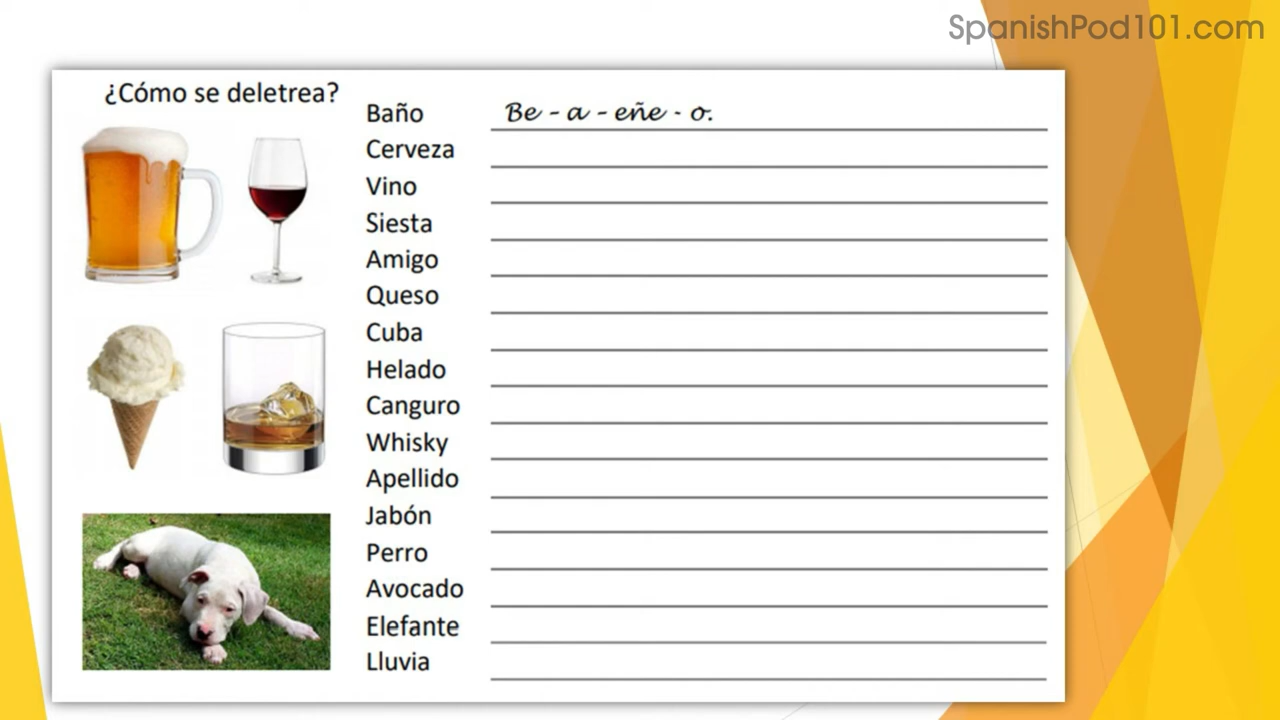 SpanishPod101.com
¿Cómo se deletrea?
Baño Be - a - eñe - o.
Cerveza
Vino
Siesta
Amigo
Queso
Cuba
Helado
Canguro
Whisky
Apellido
Jabón
Perro
Avocado
Elefante
Lluvia